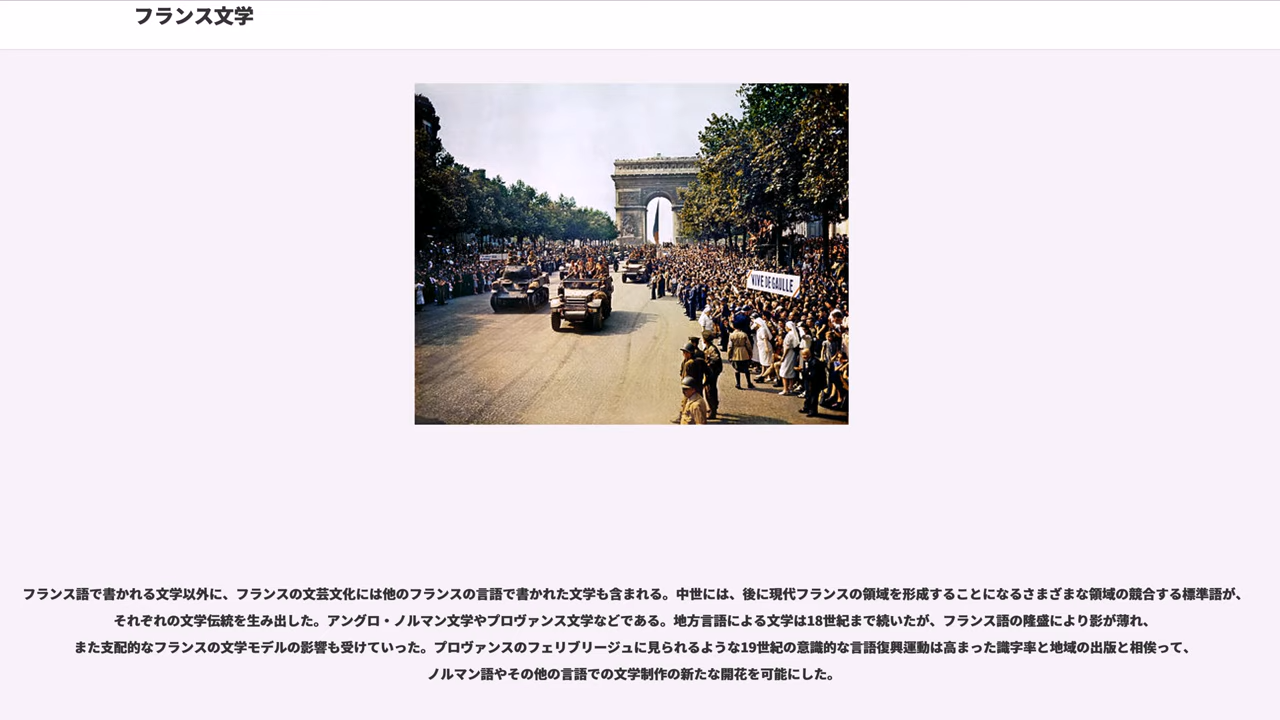 フランス文学
VIVE DE GAULLE
フランス語で書かれる文学以外に、フランスの文芸文化には他のフランスの言語で書かれた文学も含まれる。中世には、後に現代フランスの領域を形成することになるさまざまな領域の競合する標準語が、
それぞれの文学伝統を生み出した。アングロ・ノルマン文学やプロヴァンス文学などである。地方言語による文学は18世紀まで続いたが、フランス語の隆盛により影が薄れ、
また支配的なフランスの文学モデルの影響も受けていった。プロヴァンスのフェリブリージュに見られるような19世紀の意識的な言語復興運動は高まった識字率と地域の出版と相俟って、
ノルマン語やその他の言語での文学制作の新たな開花を可能にした。